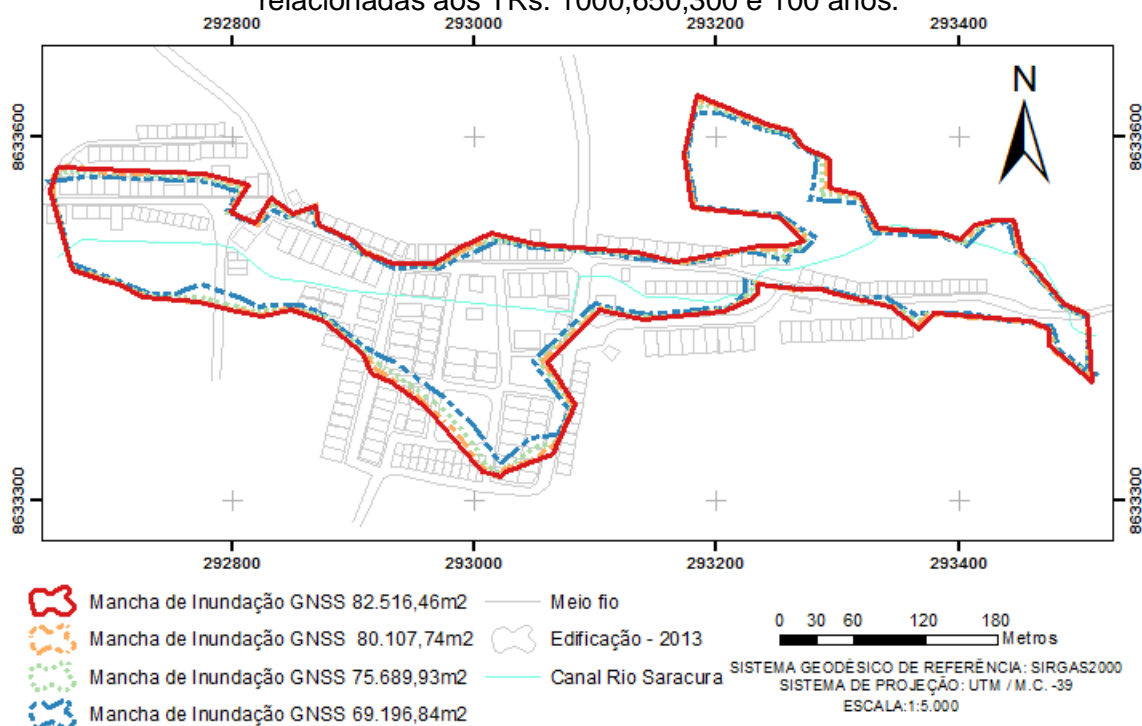 relacionadas aos TRs: 1000,650,300 e 100 anos.
292800 293000 293200 293400
N
8633600 8633600
8633300 8633300
292800 293000 293200 293400
Mancha de Inundação GNSS 82.516,46m2
Mancha de Inundação GNSS 80.107,74m2
Mancha de Inundação GNSS 75.689,93m2
Mancha de Inundação GNSS 69.196,84m2
Meio fio
Edificação - 2013
Canal Rio Saracura
0 30 60 120 180
Metros
SISTEMA GEODÉSICO DE REFERÊNCIA: SIRGAS2000
SISTEMA DE PROJEÇÃO: UTM / M.C. -39
ESCALA:1:5.000